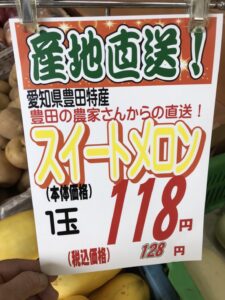 産地直送！
愛知県豊田特産
豊田の農家さんからの直送！
スイートメロン
(本体価格)
1玉
118円
(税込価格)
128円